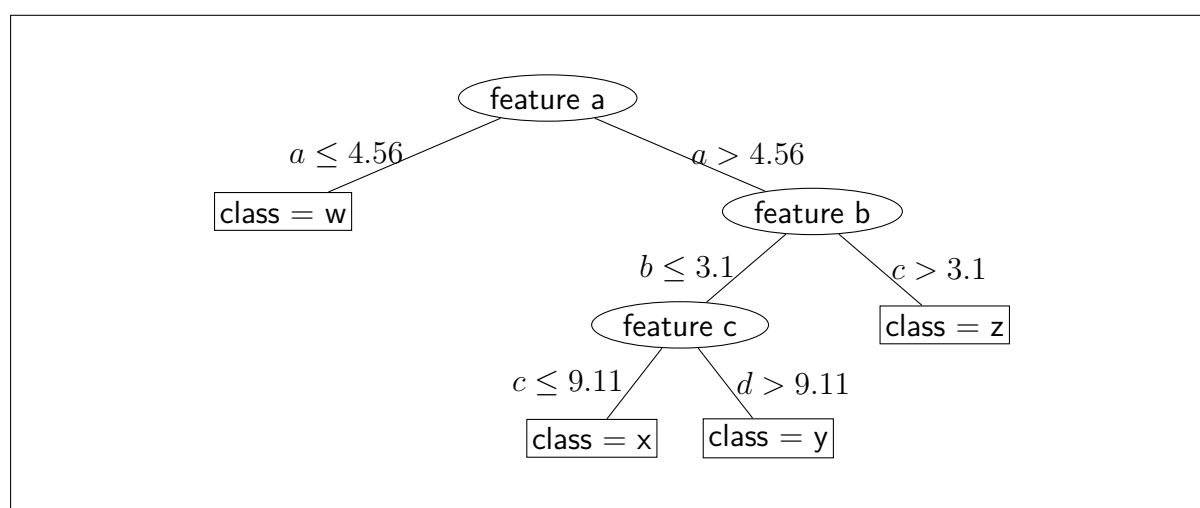 feature a
a ≤ 4.56
a > 4.56
class = w
feature b
b ≤ 3.1
c > 3.1
feature c
class = z
c ≤ 9.11
d > 9.11
class = x
class = y